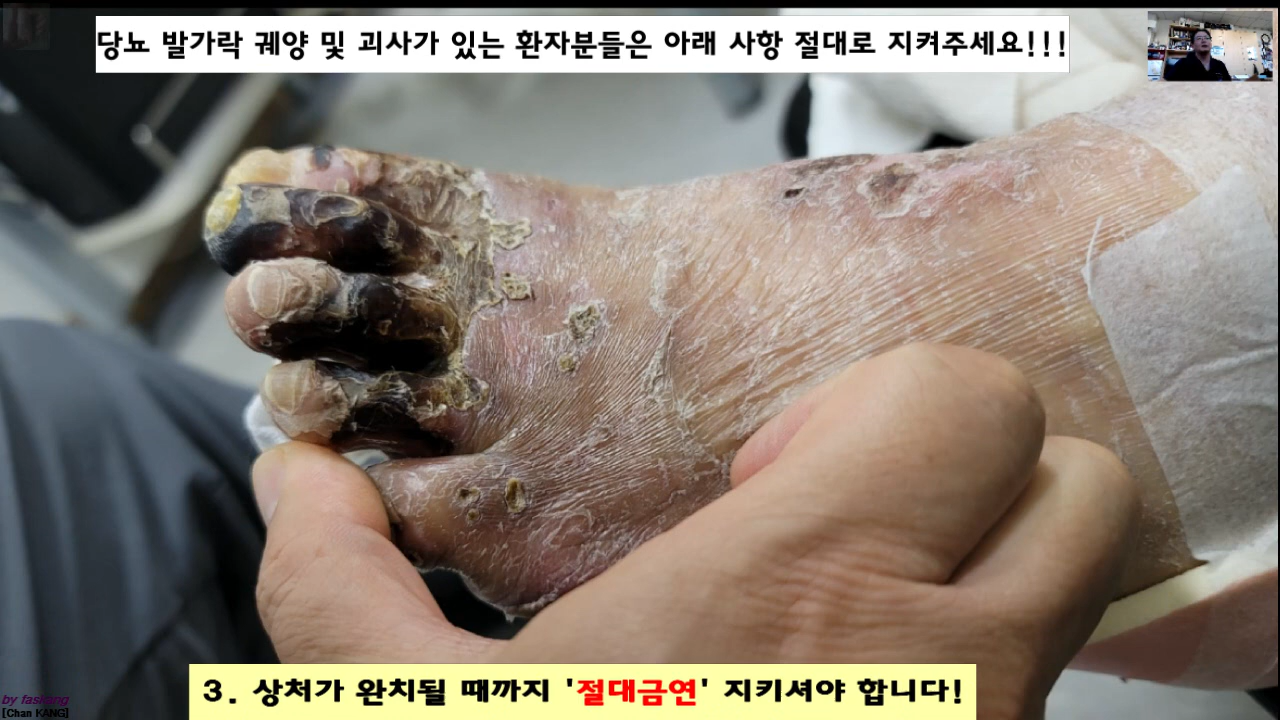 당뇨 발가락 궤양 및 괴사가 있는 환자분들은 아래 사항 절대로 지켜주세요!!!
3. 상처가 완치될 때까지 '절대금연' 지키셔야 합니다!
by faskang
[Chan KANG]